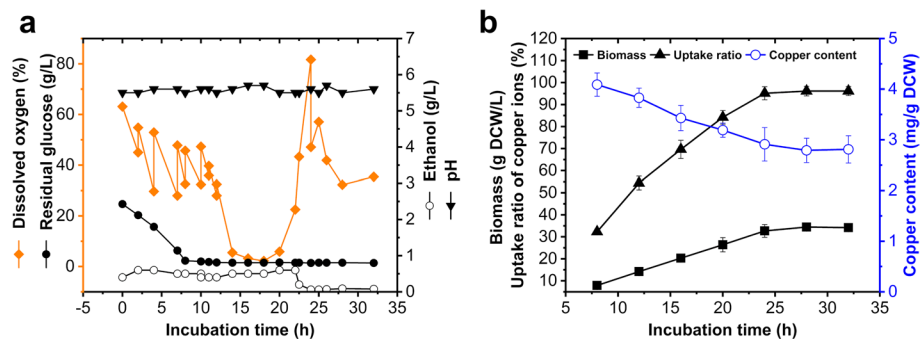 a
Dissolved oxygen (%)
Residual glucose (g/L)
80
60
40
20
0
-5 0 5 10 15 20 25 30 35
Incubation time (h)
7
6
5
4
3
2
1
0
Ethanol (g/L)
pH
b
Biomass (g DCW/L)
Uptake ratio of copper ions (%)
120
110
100
90
80
70
60
50
40
30
20
10
Biomass Uptake ratio Copper content
5 10 15 20 25 30 35
Incubation time (h)
5
4
3
2
1
0
Copper content (mg/g DCW)